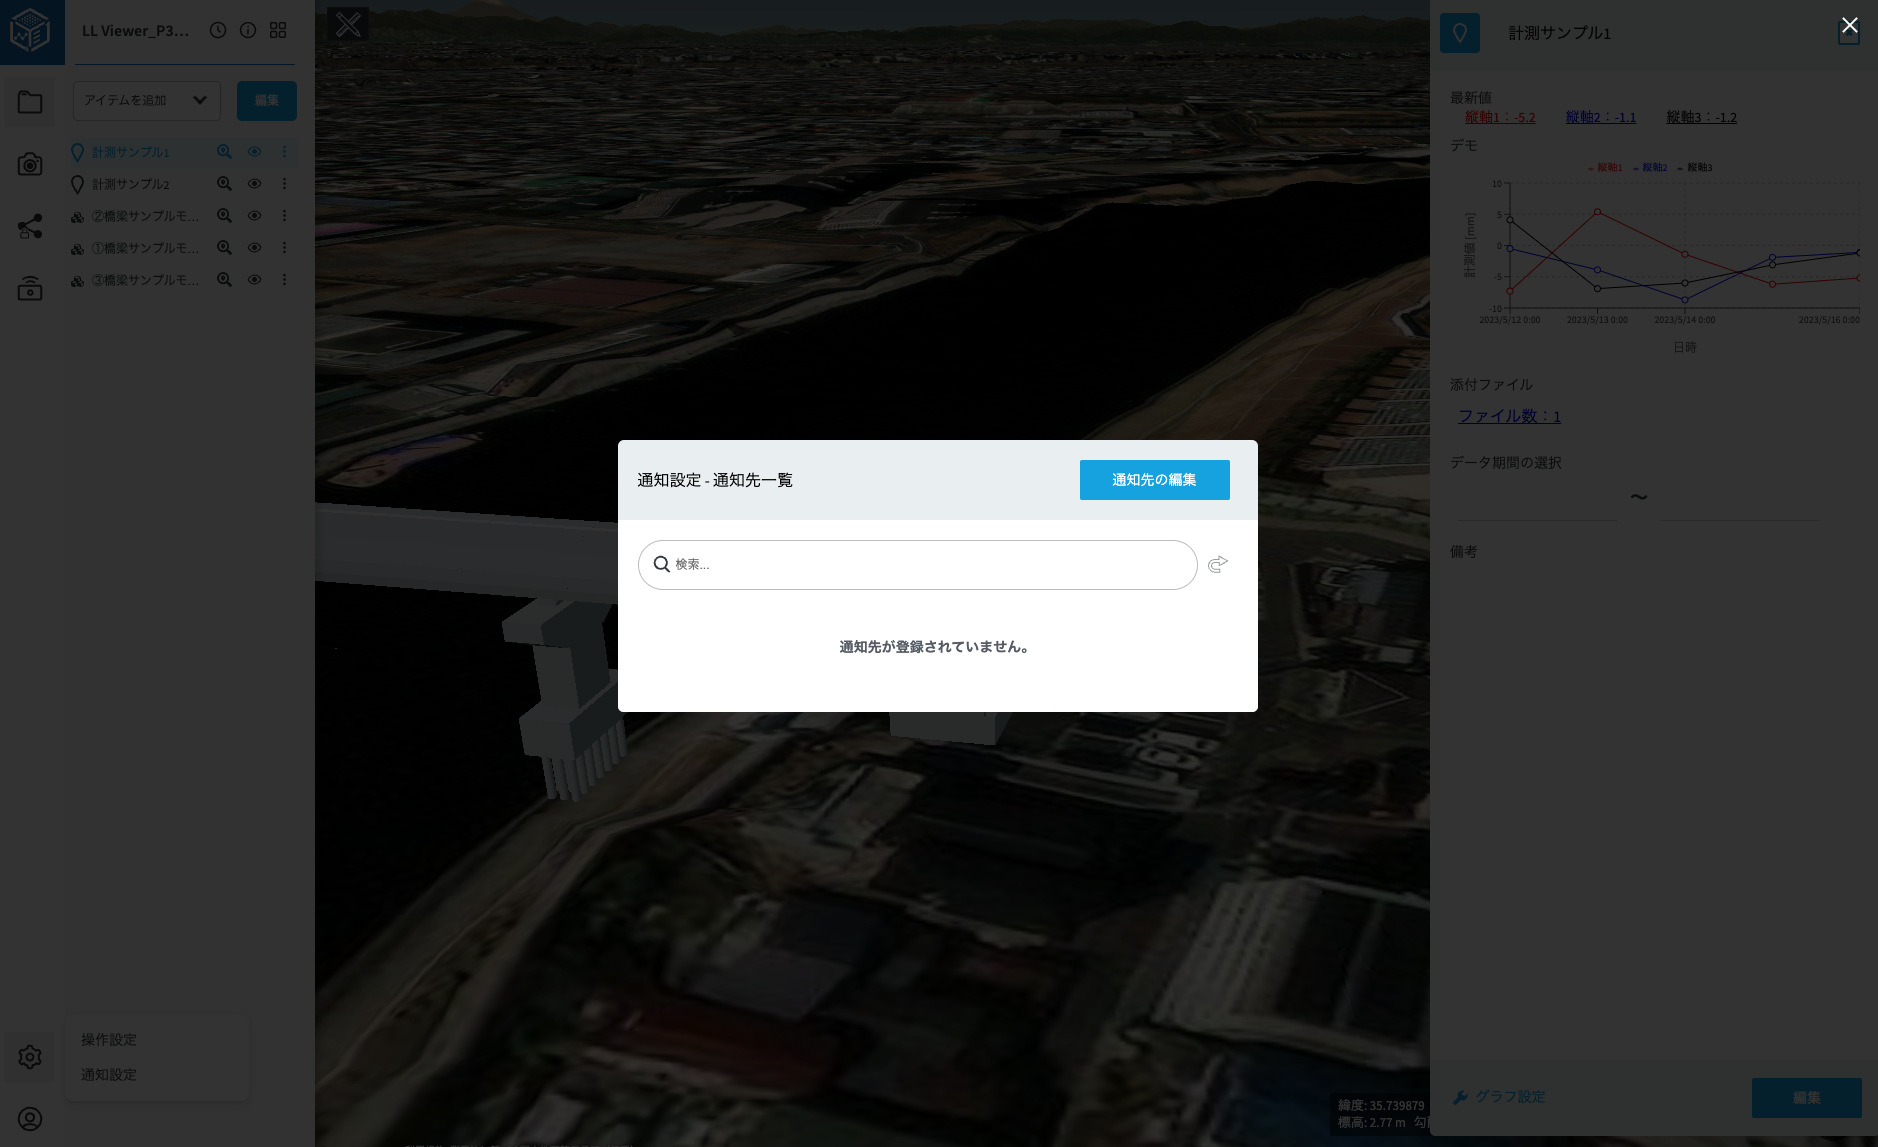 LL Viewer_P3...
アイテムを追加
編集
計測サンプル1
計測サンプル2
②橋梁サンプルモ...
①橋梁サンプルモ...
③橋梁サンプルモ...
操作設定
通知設定
通知設定 - 通知先一覧
通知先の編集
検索...
通知先が登録されていません。
緯度: 35.739879
標高: 2.77 m
計測サンプル1
最新値
縦軸1：-5.2 縦軸2：-1.1 縦軸3：-1.2
デモ
縦軸1 縦軸2 縦軸3
10
5
0
-5
-10
計測値 [mm]
2023/5/12 0:00 2023/5/13 0:00 2023/5/14 0:00 2023/5/16 0:00
日時
添付ファイル
ファイル数：1
データ期間の選択
〜
備考
グラフ設定
編集